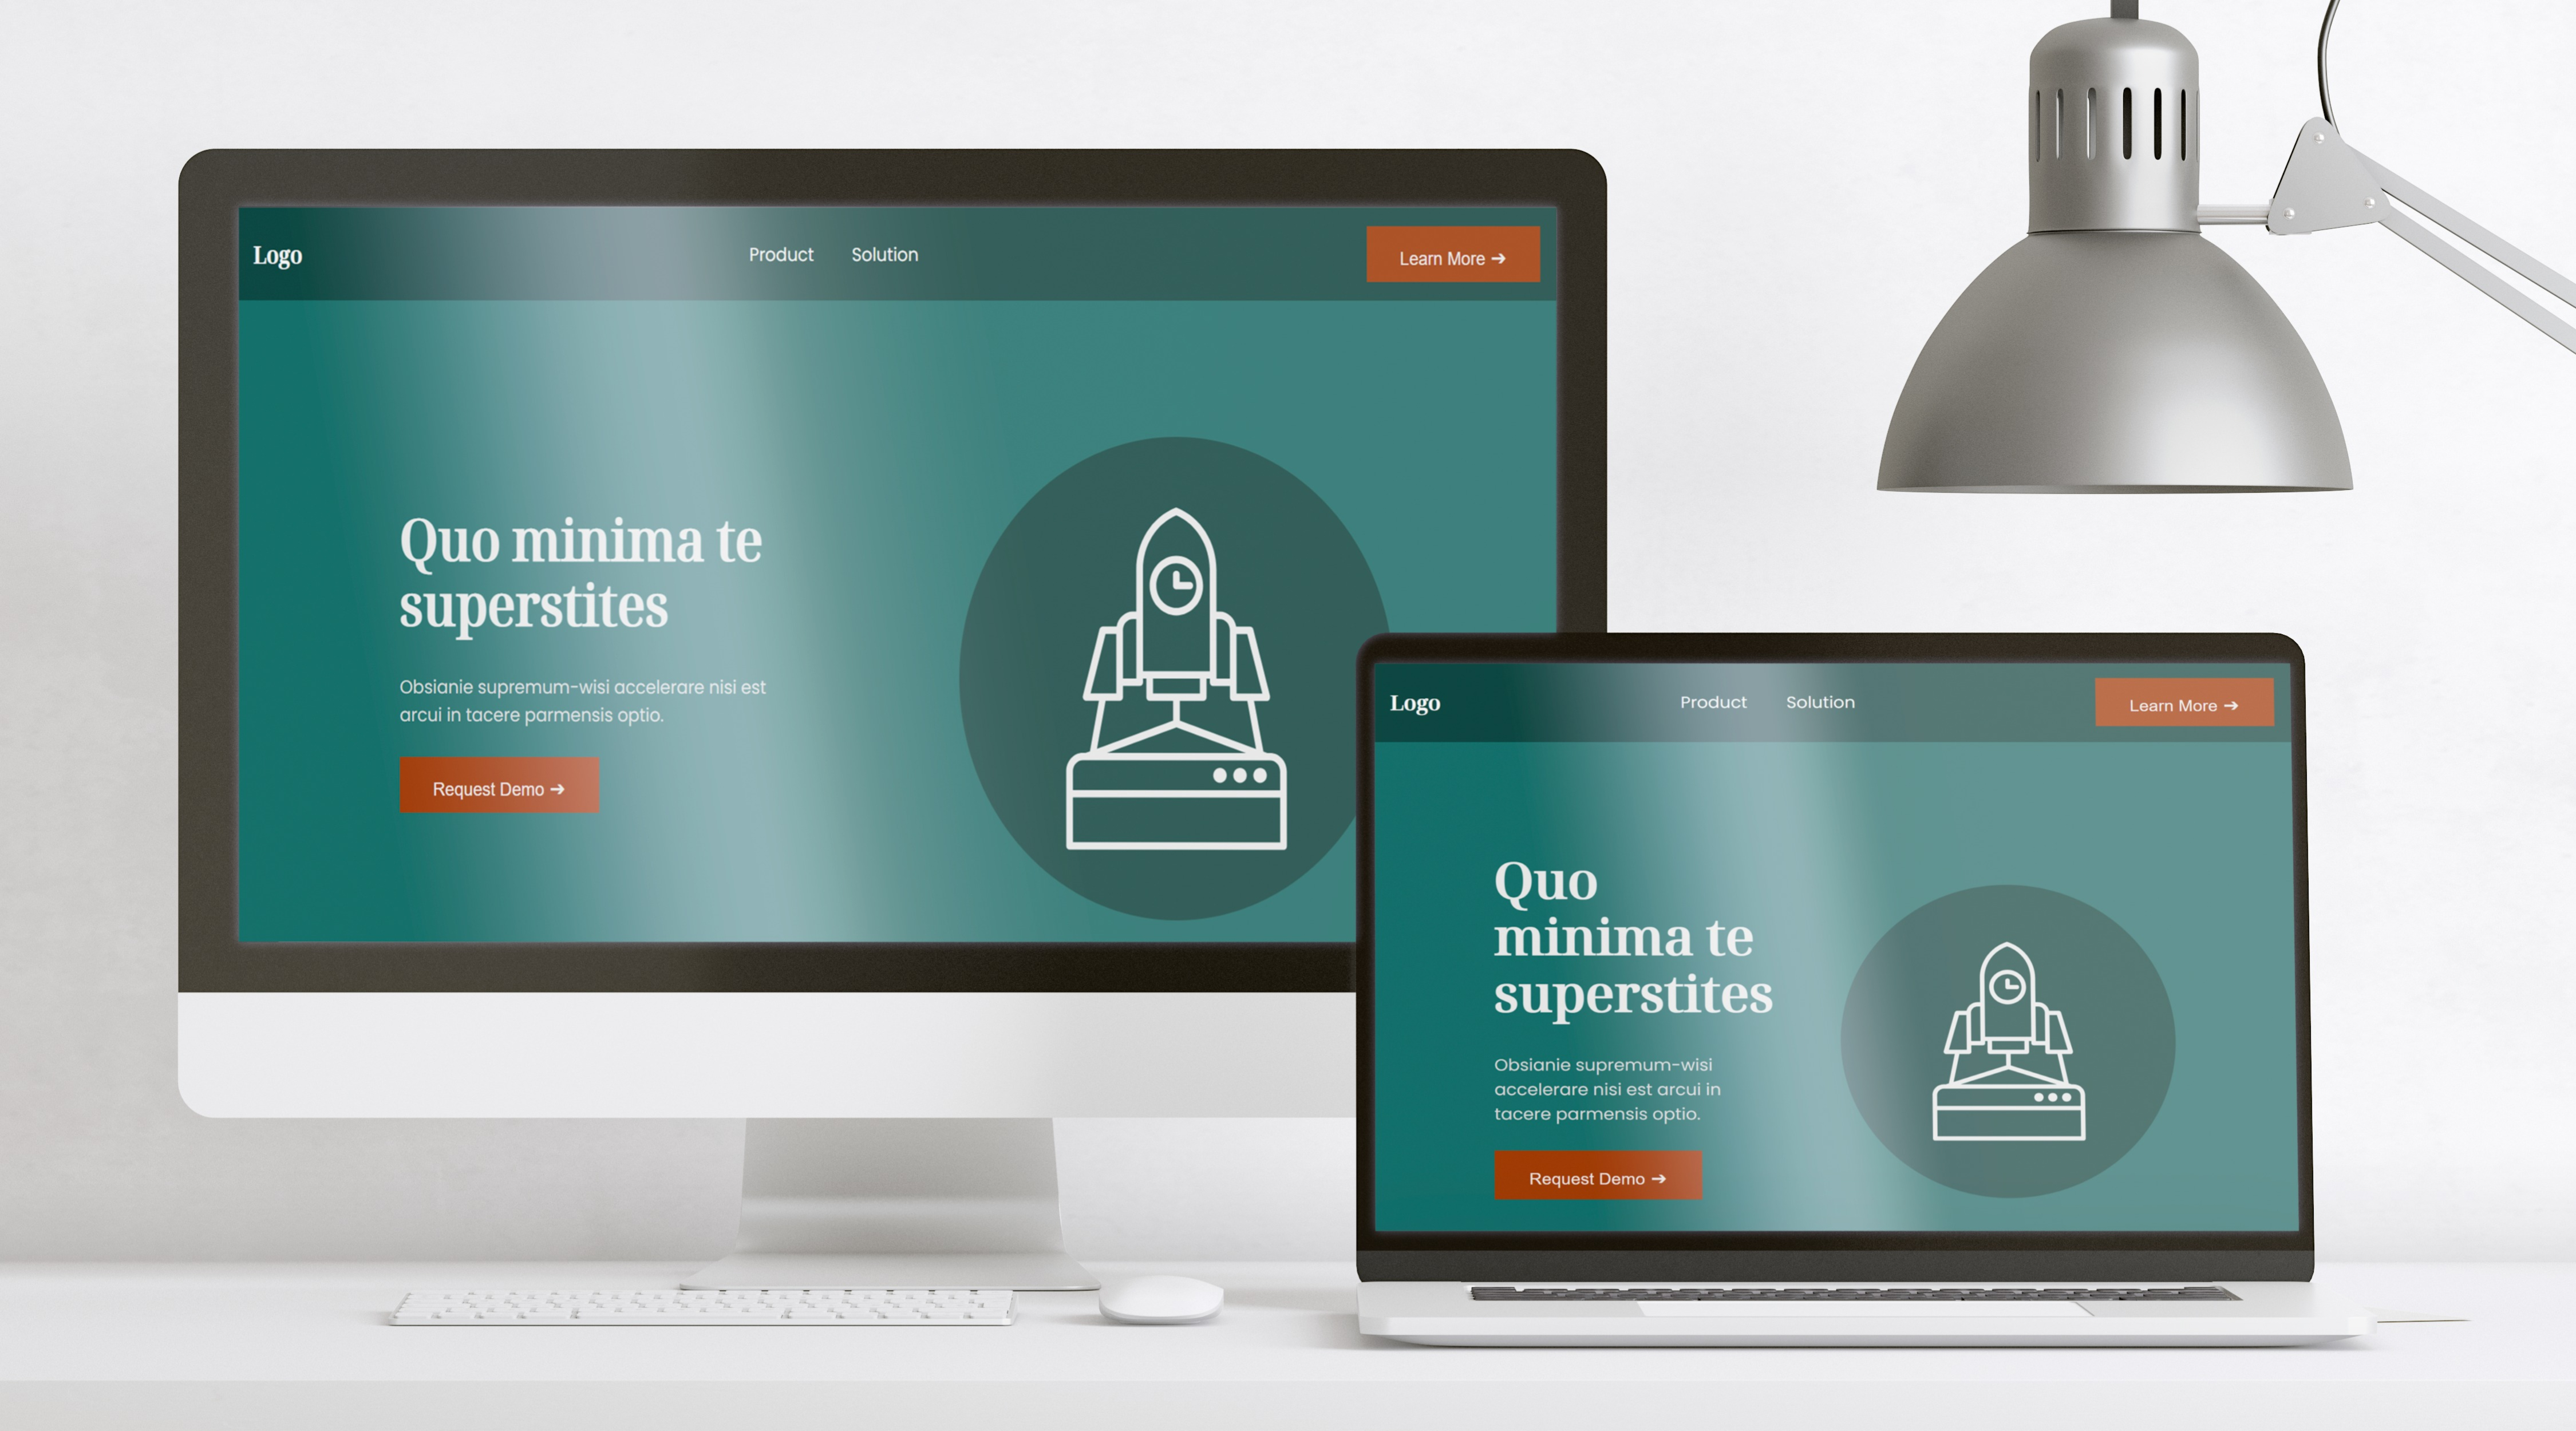 Logo
Product
Solution
Learn More →
Quo minima te
superstites
Obsianie supremum-wisi accelerare nisi est
arcui in tacere parmensis optio.
Request Demo →
Logo
Product
Solution
Learn More →
Quo
minima te
superstites
Obsianie supremum-wisi
accelerare nisi est arcui in
tacere parmensis optio.
Request Demo →